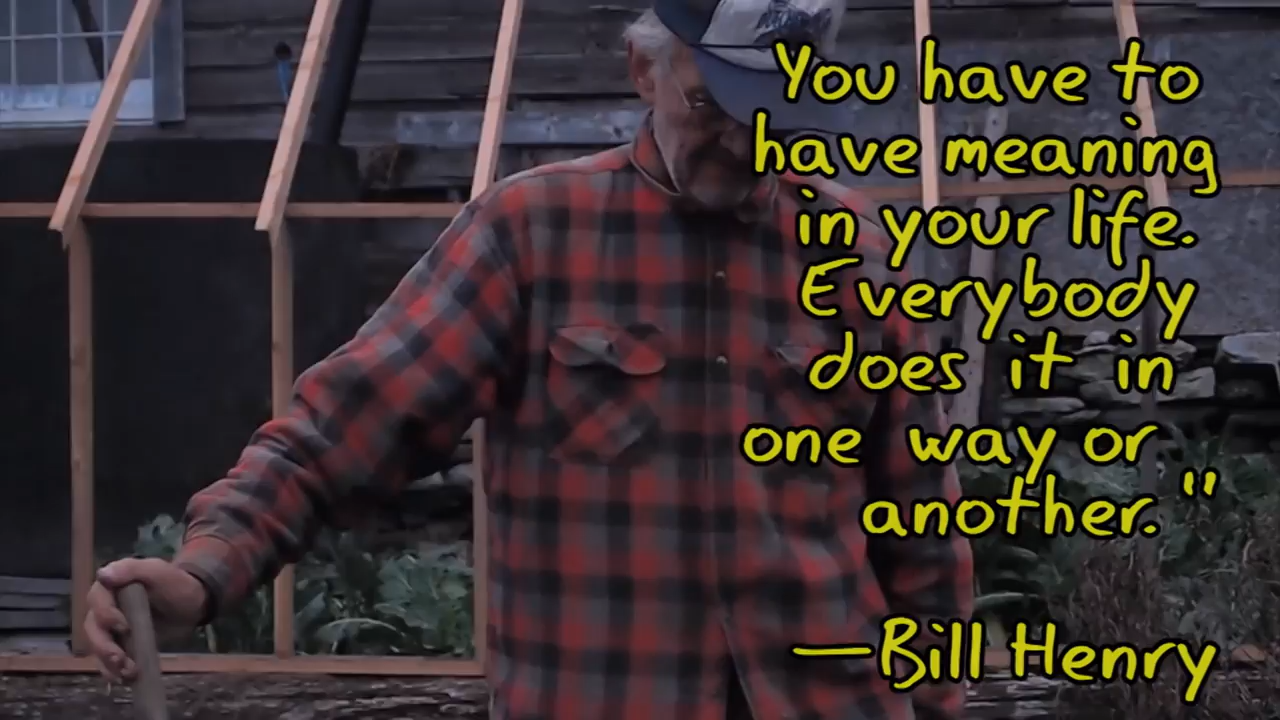 You have to
have meaning
in your life.
Everybody
does it in
one way or
another."
—Bill Henry